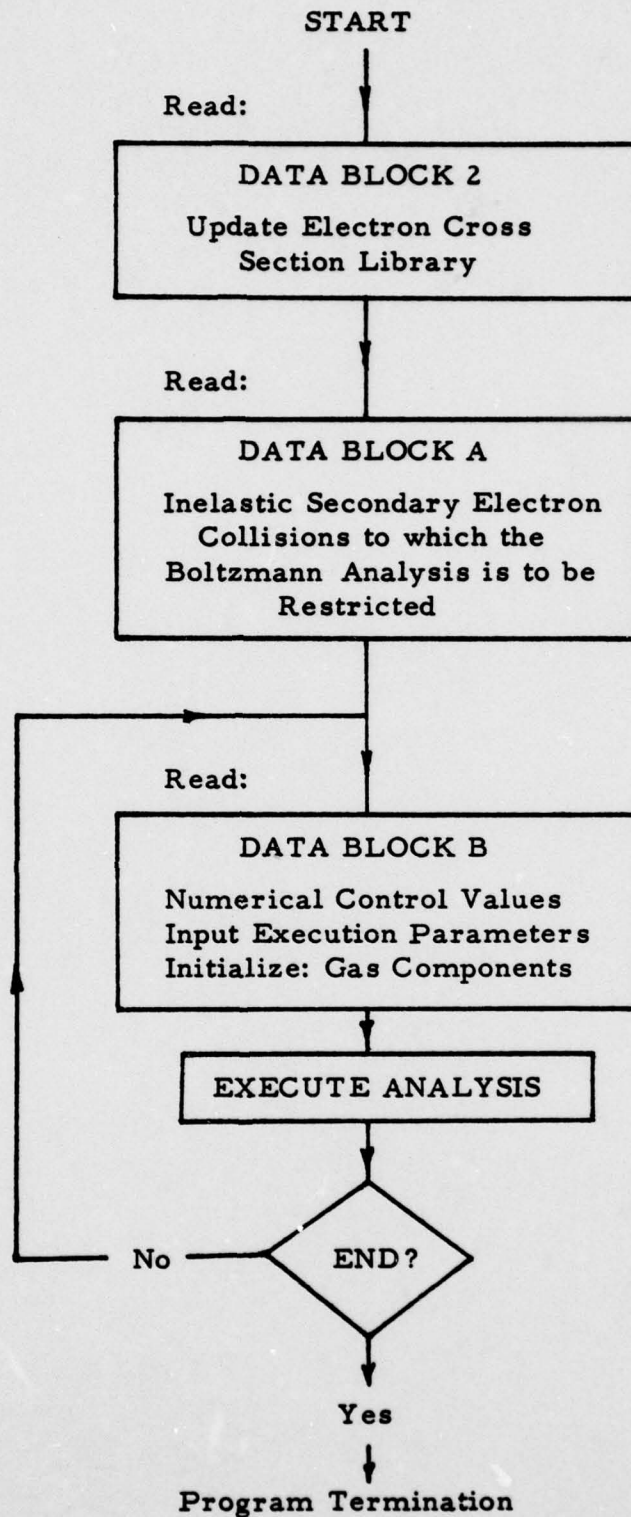 START
Read:
DATA BLOCK 2
Update Electron Cross
Section Library
Read:
DATA BLOCK A
Inelastic Secondary Electron
Collisions to which the
Boltzmann Analysis is to be
Restricted
Read:
DATA BLOCK B
Numerical Control Values
Input Execution Parameters
Initialize: Gas Components
EXECUTE ANALYSIS
No
END?
Yes
Program Termination